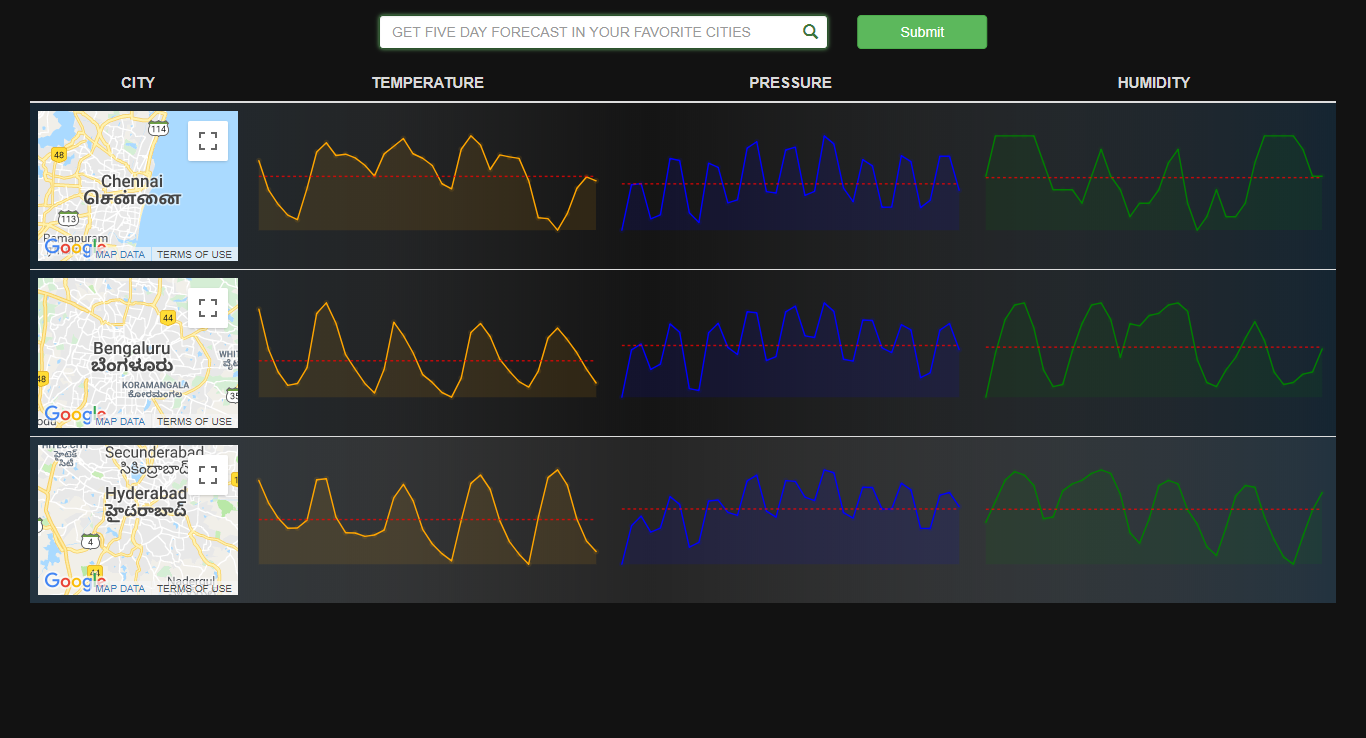 GET FIVE DAY FORECAST IN YOUR FAVORITE CITIES
Submit
CITY TEMPERATURE PRESSURE HUMIDITY
114
48
Chennai
சென்னை
113
Ramapuram
Google MAP DATA TERMS OF USE
44
Bengaluru
ಬೆಂಗಳೂರು
48
KORAMANGALA
ಕೋರಮಂಗಲ
35
Google MAP DATA TERMS OF USE
Secunderabad
సికింద్రాబాద్
హైటెక్
సిటీ
Hyderabad
హైదరాబాద్
4
44
Nadergul
Google MAP DATA TERMS OF USE